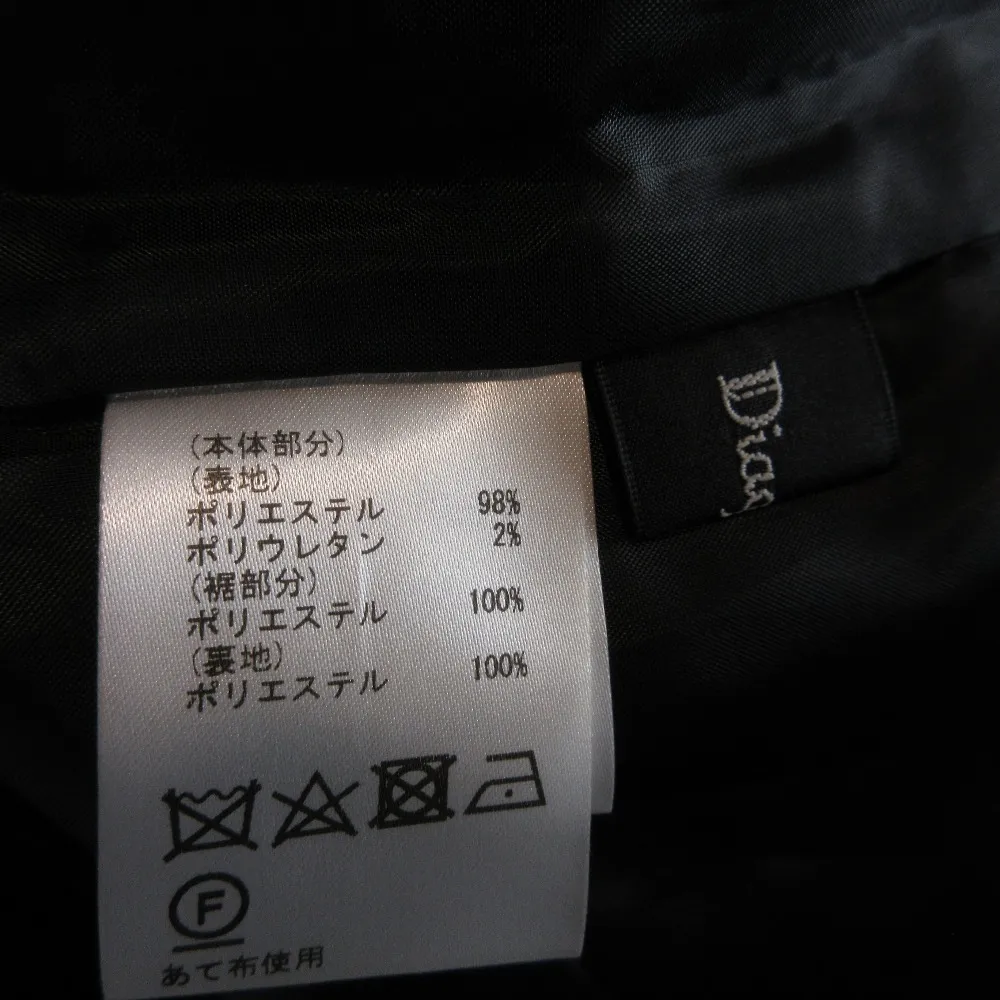 (本体部分)
(表地)
ポリエステル 98%
ポリウレタン 2%
(裾部分)
ポリエステル 100%
(裏地)
ポリエステル 100%
F
あて布使用